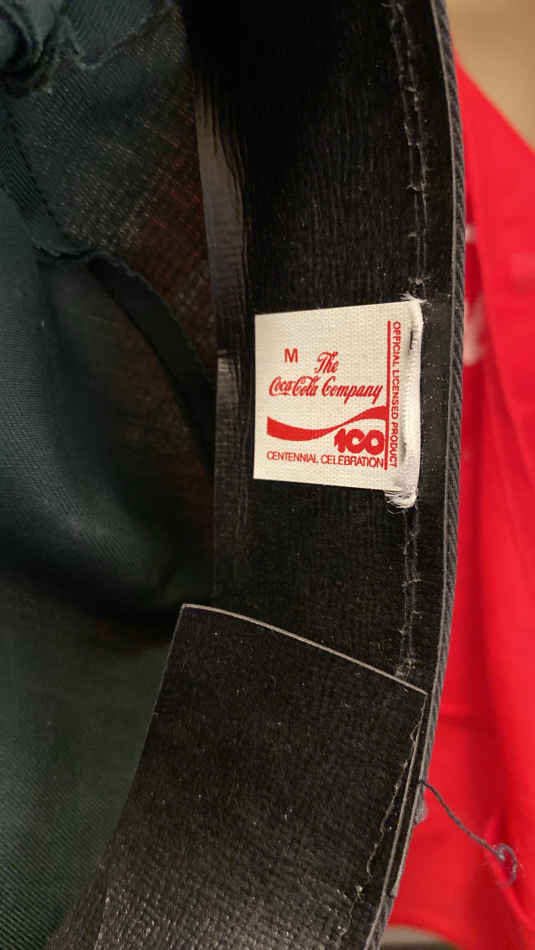 M
The
Coca-Cola Company
100
CENTENNIAL CELEBRATION
OFFICIAL LICENSED PRODUCT